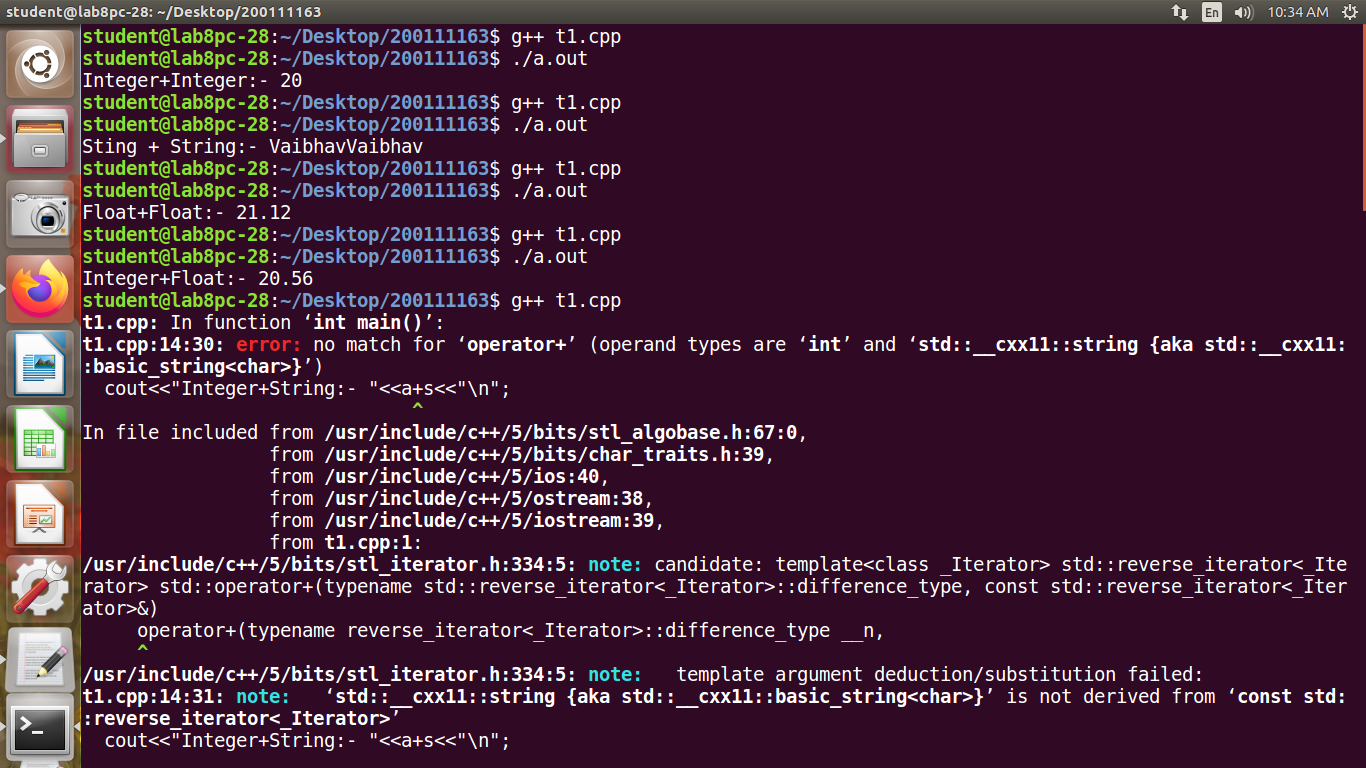 student@lab8pc-28: ~/Desktop/200111163
En
10:34 AM
student@lab8pc-28:~/Desktop/200111163$ g++ t1.cpp
student@lab8pc-28:~/Desktop/200111163$ ./a.out
Integer+Integer:- 20
student@lab8pc-28:~/Desktop/200111163$ g++ t1.cpp
student@lab8pc-28:~/Desktop/200111163$ ./a.out
Sting + String:- VaibhavVaibhav
student@lab8pc-28:~/Desktop/200111163$ g++ t1.cpp
student@lab8pc-28:~/Desktop/200111163$ ./a.out
Float+Float:- 21.12
student@lab8pc-28:~/Desktop/200111163$ g++ t1.cpp
student@lab8pc-28:~/Desktop/200111163$ ./a.out
Integer+Float:- 20.56
student@lab8pc-28:~/Desktop/200111163$ g++ t1.cpp
t1.cpp: In function ‘int main()’:
t1.cpp:14:30: error: no match for ‘operator+’ (operand types are ‘int’ and ‘std::__cxx11::string {aka std::__cxx11:
:basic_string<char>}’)
  cout<<"Integer+String:- "<<a+s<<"\n";
                              ^
In file included from /usr/include/c++/5/bits/stl_algobase.h:67:0,
                 from /usr/include/c++/5/bits/char_traits.h:39,
                 from /usr/include/c++/5/ios:40,
                 from /usr/include/c++/5/ostream:38,
                 from /usr/include/c++/5/iostream:39,
                 from t1.cpp:1:
/usr/include/c++/5/bits/stl_iterator.h:334:5: note: candidate: template<class _Iterator> std::reverse_iterator<_Ite
rator> std::operator+(typename std::reverse_iterator<_Iterator>::difference_type, const std::reverse_iterator<_Iter
ator>&)
     operator+(typename reverse_iterator<_Iterator>::difference_type __n,
     ^
/usr/include/c++/5/bits/stl_iterator.h:334:5: note:   template argument deduction/substitution failed:
t1.cpp:14:31: note:   ‘std::__cxx11::string {aka std::__cxx11::basic_string<char>}’ is not derived from ‘const std:
:reverse_iterator<_Iterator>’
  cout<<"Integer+String:- "<<a+s<<"\n";